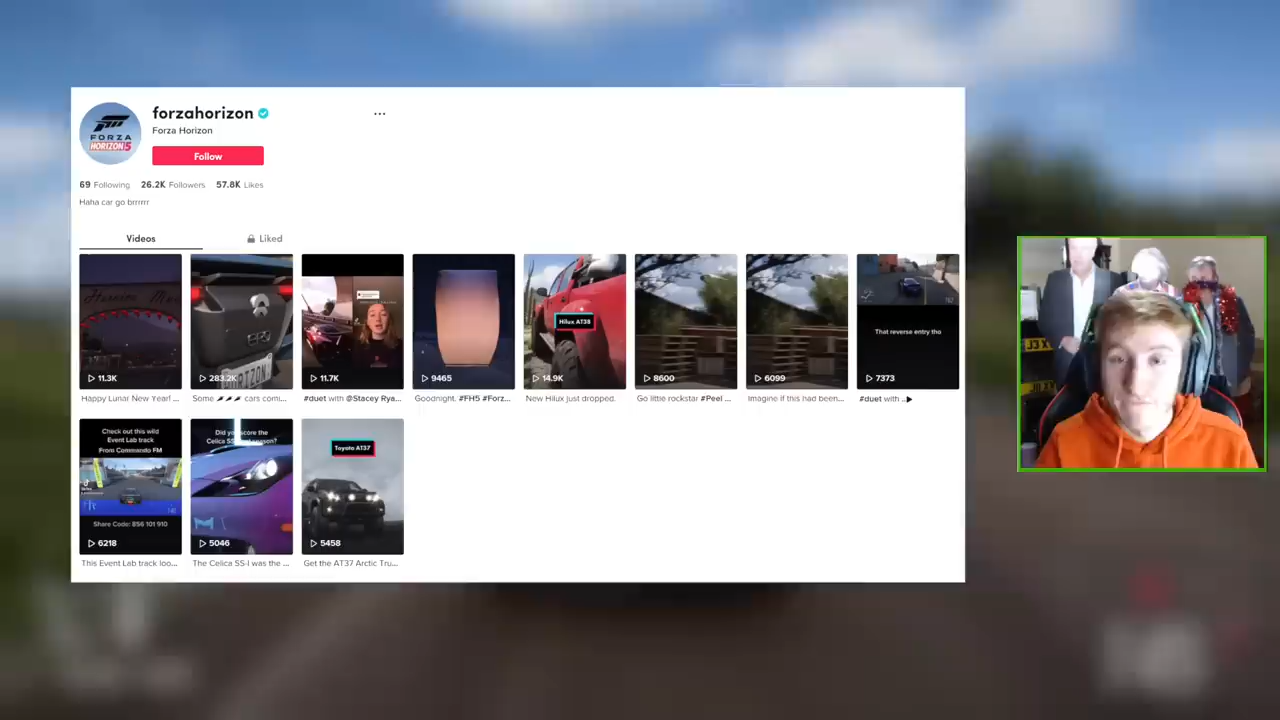 forzahorizon
Forza Horizon
Follow
69 Following 26.2K Followers 57.8K Likes
Haha car go brrrrr
Videos
Liked
FORZA
HORIZON 5
Hilux AT38
That reverse entry tho
HORIZON
11.3K
283.2K
11.7K
9465
14.9K
8600
6099
7373
Happy Lunar New Year! ...
Some cars comi...
#duet with @Stacey Rya...
Goodnight. #FH5 #Forz...
New Hilux just dropped.
Go little rockstar #Peel ...
Imagine if this had been...
#duet with ...
Check out this wild
Event Lab track
From Commando FM
Share Code: 856 101 910
6218
Did you score the
5046
Toyota AT37
5458
This Event Lab track loo...
The Celica SS-I was the ...
Get the AT37 Arctic Tru...